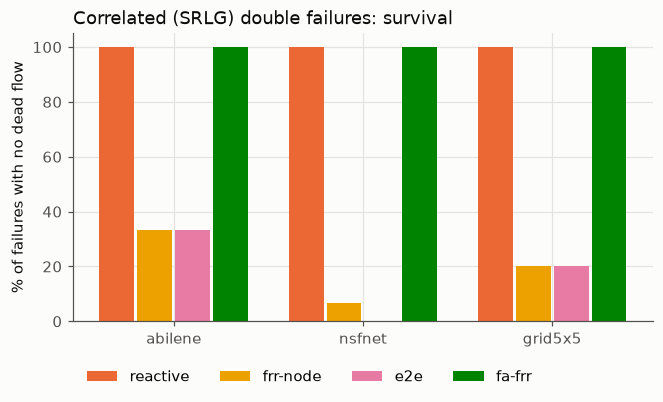 Correlated (SRLG) double failures: survival
% of failures with no dead flow
100
80
60
40
20
0
abilene nsfnet grid5x5
reactive frr-node e2e fa-frr